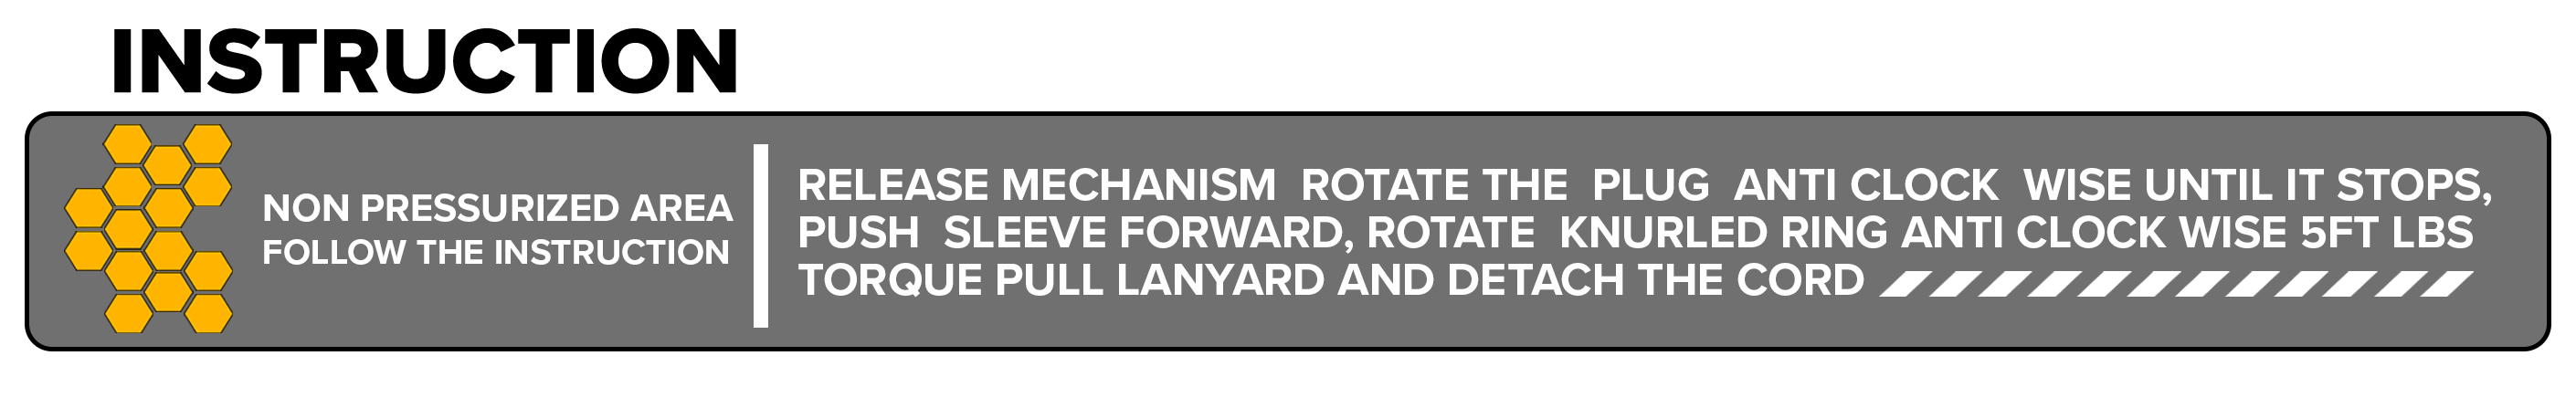 INSTRUCTION
NON PRESSURIZED AREA
FOLLOW THE INSTRUCTION
RELEASE MECHANISM ROTATE THE PLUG ANTI CLOCK WISE UNTIL IT STOPS,
PUSH SLEEVE FORWARD, ROTATE KNURLED RING ANTI CLOCK WISE 5FT LBS
TORQUE PULL LANYARD AND DETACH THE CORD